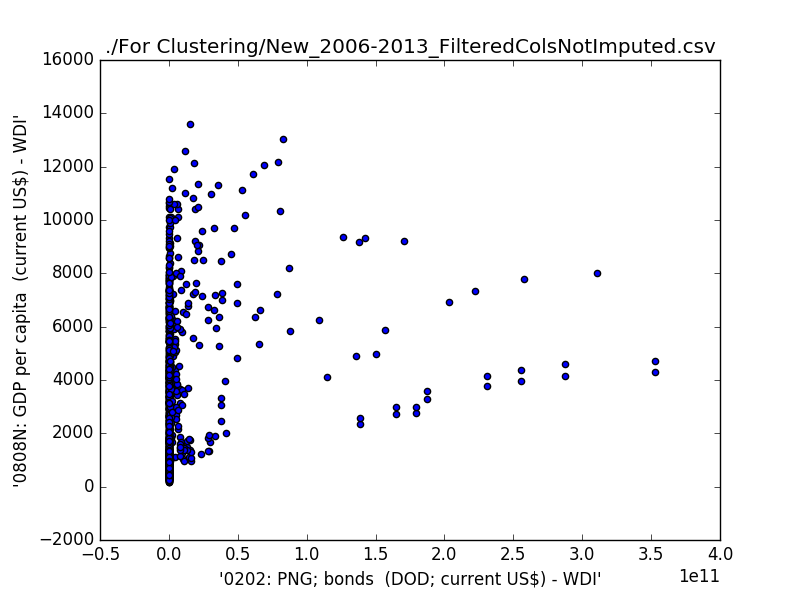 ./For Clustering/New_2006-2013_FilteredColsNotImputed.csv
16000
14000
12000
10000
8000
6000
4000
2000
0
−2000
'0808N: GDP per capita  (current US$) - WDI'
−0.5 0.0 0.5 1.0 1.5 2.0 2.5 3.0 3.5 4.0
1e11
'0202: PNG; bonds  (DOD; current US$) - WDI'